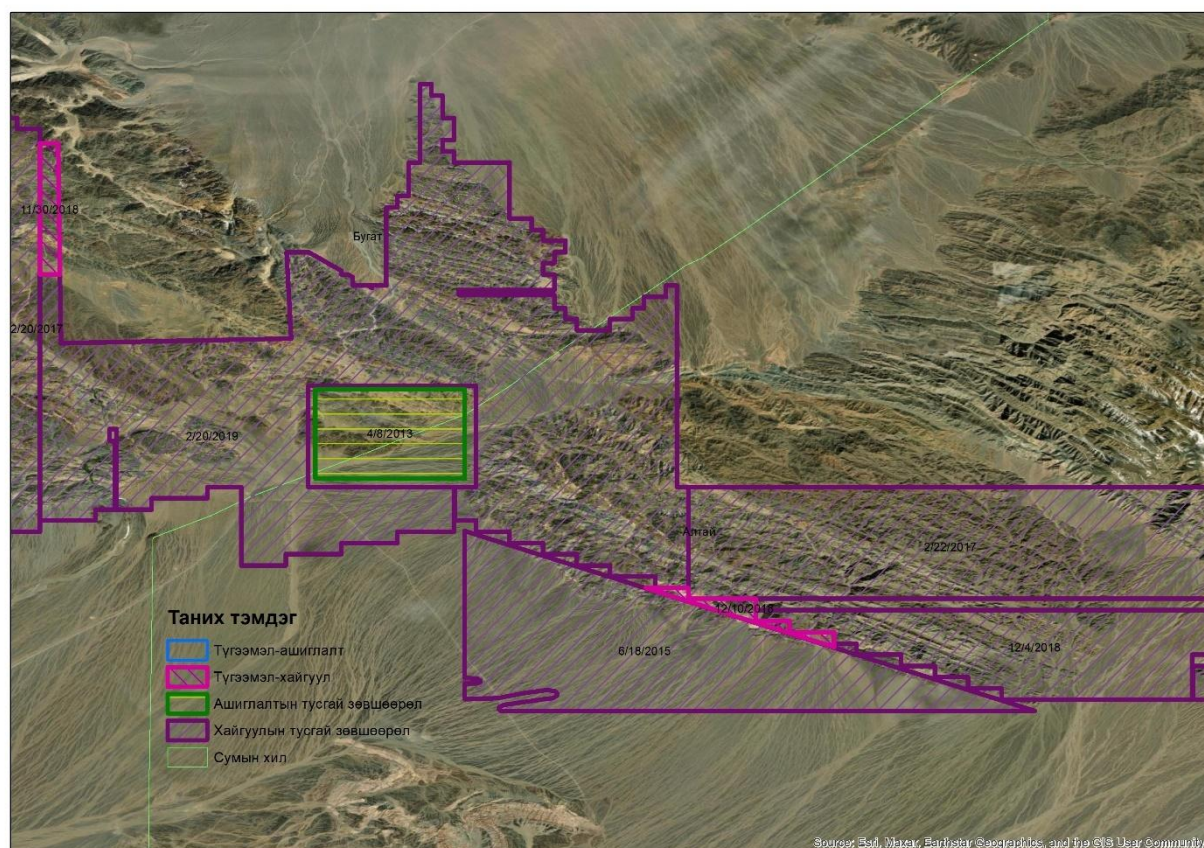 11/30/2018
Бугат
2/20/2017
4/8/2013
2/20/2019
Алтай
2/22/2017
12/10/2018
6/18/2015
12/4/2018
Таних тэмдэг
Түгээмэл-ашиглалт
Түгээмэл-хайгуул
Ашиглалтын тусгай зөвшөөрөл
Хайгуулын тусгай зөвшөөрөл
Сумын хил
Source: Esri, Maxar, Earthstar Geographics, and the GIS User Communit